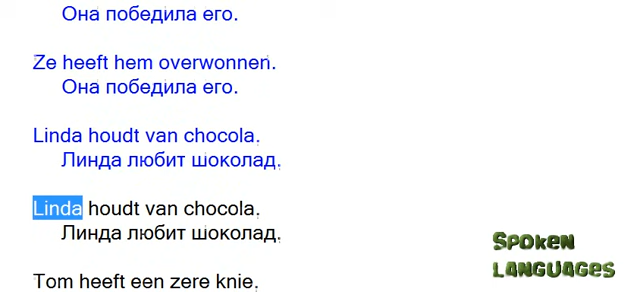 Она победила его.
Ze heeft hem overwonnen.
Она победила его.
Linda houdt van chocola.
Линда любит шоколад.
Linda houdt van chocola.
Линда любит шоколад.
Tom heeft een zere knie.
Spoken
Languages